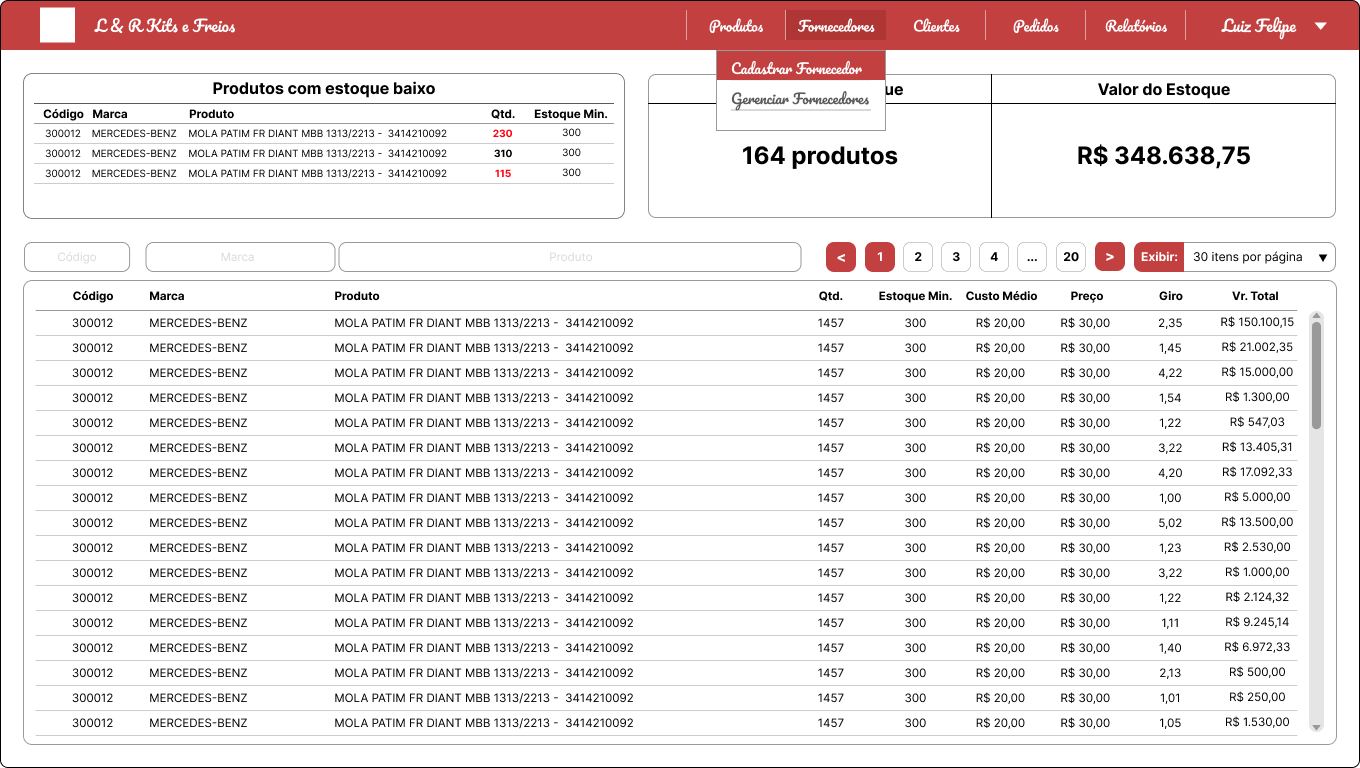 L & R Kits e Freios Produtos Fornecedores Clientes Pedidos Relatórios Luiz Felipe
Cadastrar Fornecedor
Gerenciar Fornecedores
Produtos com estoque baixo
Código Marca Produto Qtd. Estoque Min.
300012 MERCEDES-BENZ MOLA PATIM FR DIANT MBB 1313/2213 - 3414210092 230 300
300012 MERCEDES-BENZ MOLA PATIM FR DIANT MBB 1313/2213 - 3414210092 310 300
300012 MERCEDES-BENZ MOLA PATIM FR DIANT MBB 1313/2213 - 3414210092 115 300
ue Valor do Estoque
164 produtos R$ 348.638,75
Código Marca Produto < 1 2 3 4 ... 20 > Exibir: 30 itens por página
Código Marca Produto Qtd. Estoque Min. Custo Médio Preço Giro Vr. Total
300012 MERCEDES-BENZ MOLA PATIM FR DIANT MBB 1313/2213 - 3414210092 1457 300 R$ 20,00 R$ 30,00 2,35 R$ 150.100,15
300012 MERCEDES-BENZ MOLA PATIM FR DIANT MBB 1313/2213 - 3414210092 1457 300 R$ 20,00 R$ 30,00 1,45 R$ 21.002,35
300012 MERCEDES-BENZ MOLA PATIM FR DIANT MBB 1313/2213 - 3414210092 1457 300 R$ 20,00 R$ 30,00 4,22 R$ 15.000,00
300012 MERCEDES-BENZ MOLA PATIM FR DIANT MBB 1313/2213 - 3414210092 1457 300 R$ 20,00 R$ 30,00 1,54 R$ 1.300,00
300012 MERCEDES-BENZ MOLA PATIM FR DIANT MBB 1313/2213 - 3414210092 1457 300 R$ 20,00 R$ 30,00 1,22 R$ 547,03
300012 MERCEDES-BENZ MOLA PATIM FR DIANT MBB 1313/2213 - 3414210092 1457 300 R$ 20,00 R$ 30,00 3,22 R$ 13.405,31
300012 MERCEDES-BENZ MOLA PATIM FR DIANT MBB 1313/2213 - 3414210092 1457 300 R$ 20,00 R$ 30,00 4,20 R$ 17.092,33
300012 MERCEDES-BENZ MOLA PATIM FR DIANT MBB 1313/2213 - 3414210092 1457 300 R$ 20,00 R$ 30,00 1,00 R$ 5.000,00
300012 MERCEDES-BENZ MOLA PATIM FR DIANT MBB 1313/2213 - 3414210092 1457 300 R$ 20,00 R$ 30,00 5,02 R$ 13.500,00
300012 MERCEDES-BENZ MOLA PATIM FR DIANT MBB 1313/2213 - 3414210092 1457 300 R$ 20,00 R$ 30,00 1,23 R$ 2.530,00
300012 MERCEDES-BENZ MOLA PATIM FR DIANT MBB 1313/2213 - 3414210092 1457 300 R$ 20,00 R$ 30,00 3,22 R$ 1.000,00
300012 MERCEDES-BENZ MOLA PATIM FR DIANT MBB 1313/2213 - 3414210092 1457 300 R$ 20,00 R$ 30,00 1,22 R$ 2.124,32
300012 MERCEDES-BENZ MOLA PATIM FR DIANT MBB 1313/2213 - 3414210092 1457 300 R$ 20,00 R$ 30,00 1,11 R$ 9.245,14
300012 MERCEDES-BENZ MOLA PATIM FR DIANT MBB 1313/2213 - 3414210092 1457 300 R$ 20,00 R$ 30,00 1,40 R$ 6.972,33
300012 MERCEDES-BENZ MOLA PATIM FR DIANT MBB 1313/2213 - 3414210092 1457 300 R$ 20,00 R$ 30,00 2,13 R$ 500,00
300012 MERCEDES-BENZ MOLA PATIM FR DIANT MBB 1313/2213 - 3414210092 1457 300 R$ 20,00 R$ 30,00 1,01 R$ 250,00
300012 MERCEDES-BENZ MOLA PATIM FR DIANT MBB 1313/2213 - 3414210092 1457 300 R$ 20,00 R$ 30,00 1,05 R$ 1.530,00